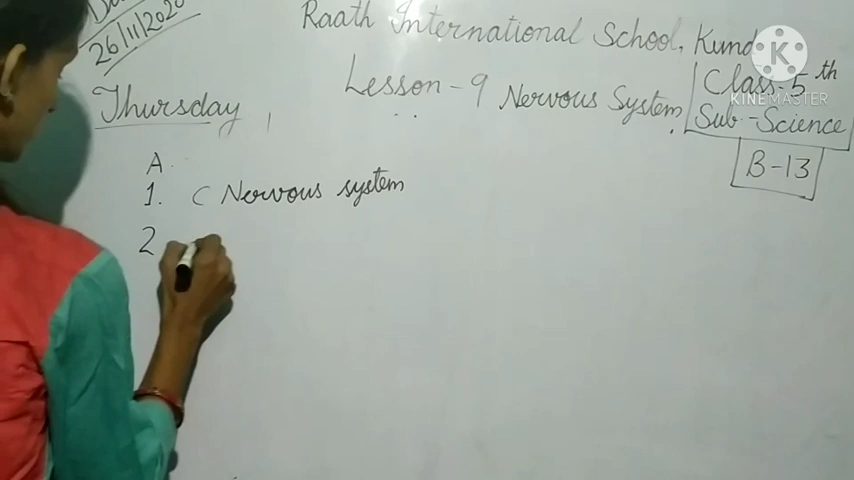 26/11/2020
Raath International School, Kund
Lesson-9 Nervous System
Class-5th
Sub-Science
B-13
KINEMASTER
Thursday
A.
1. C Nervous system
2